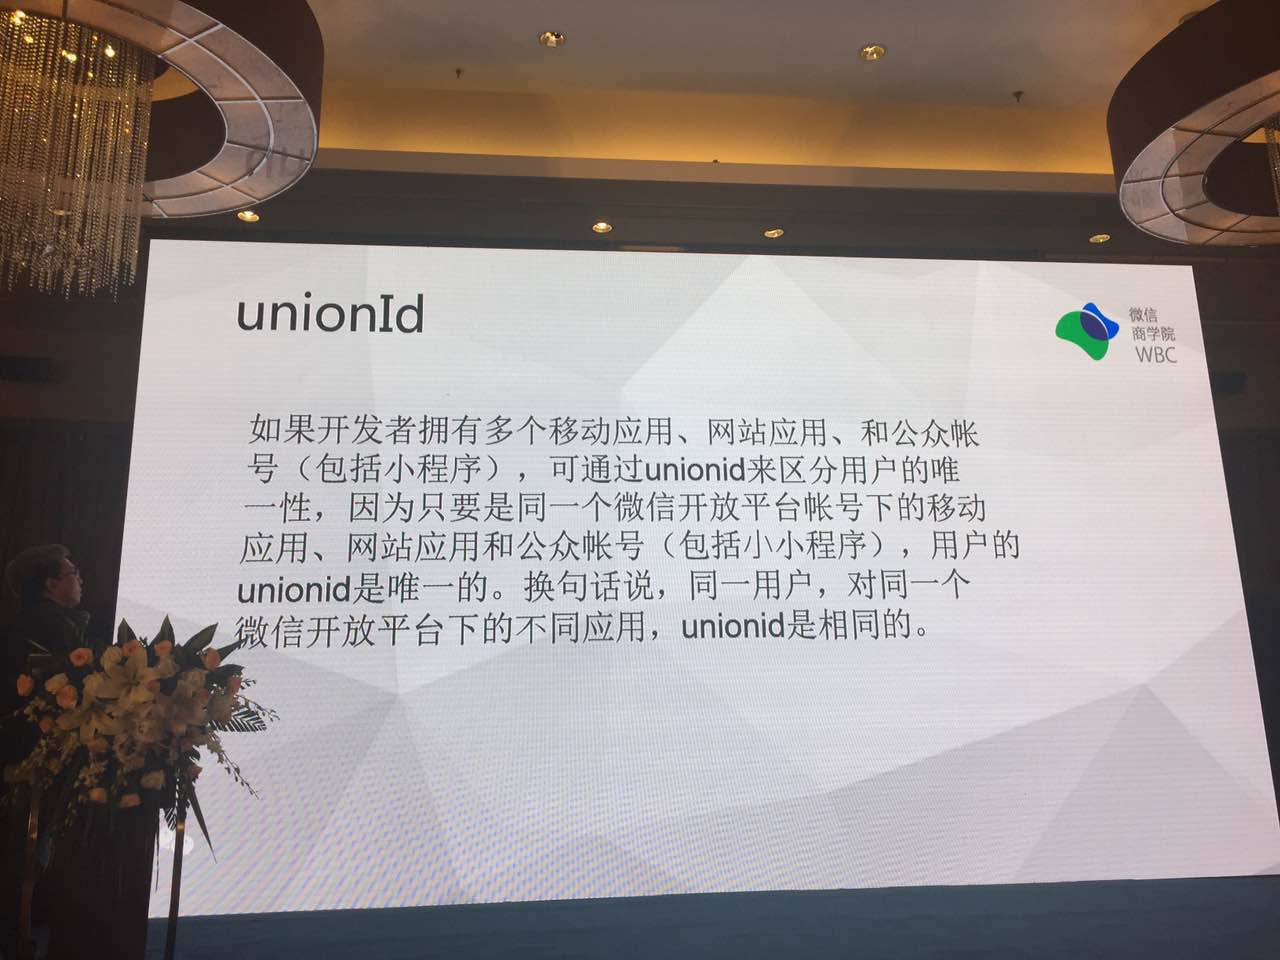 unionId
微信
商学院
WBC
如果开发者拥有多个移动应用、网站应用、和公众帐
号（包括小程序），可通过unionid来区分用户的唯
一性，因为只要是同一个微信开放平台帐号下的移动
应用、网站应用和公众帐号（包括小小程序），用户的
unionid是唯一的。换句话说，同一用户，对同一个
微信开放平台下的不同应用，unionid是相同的。